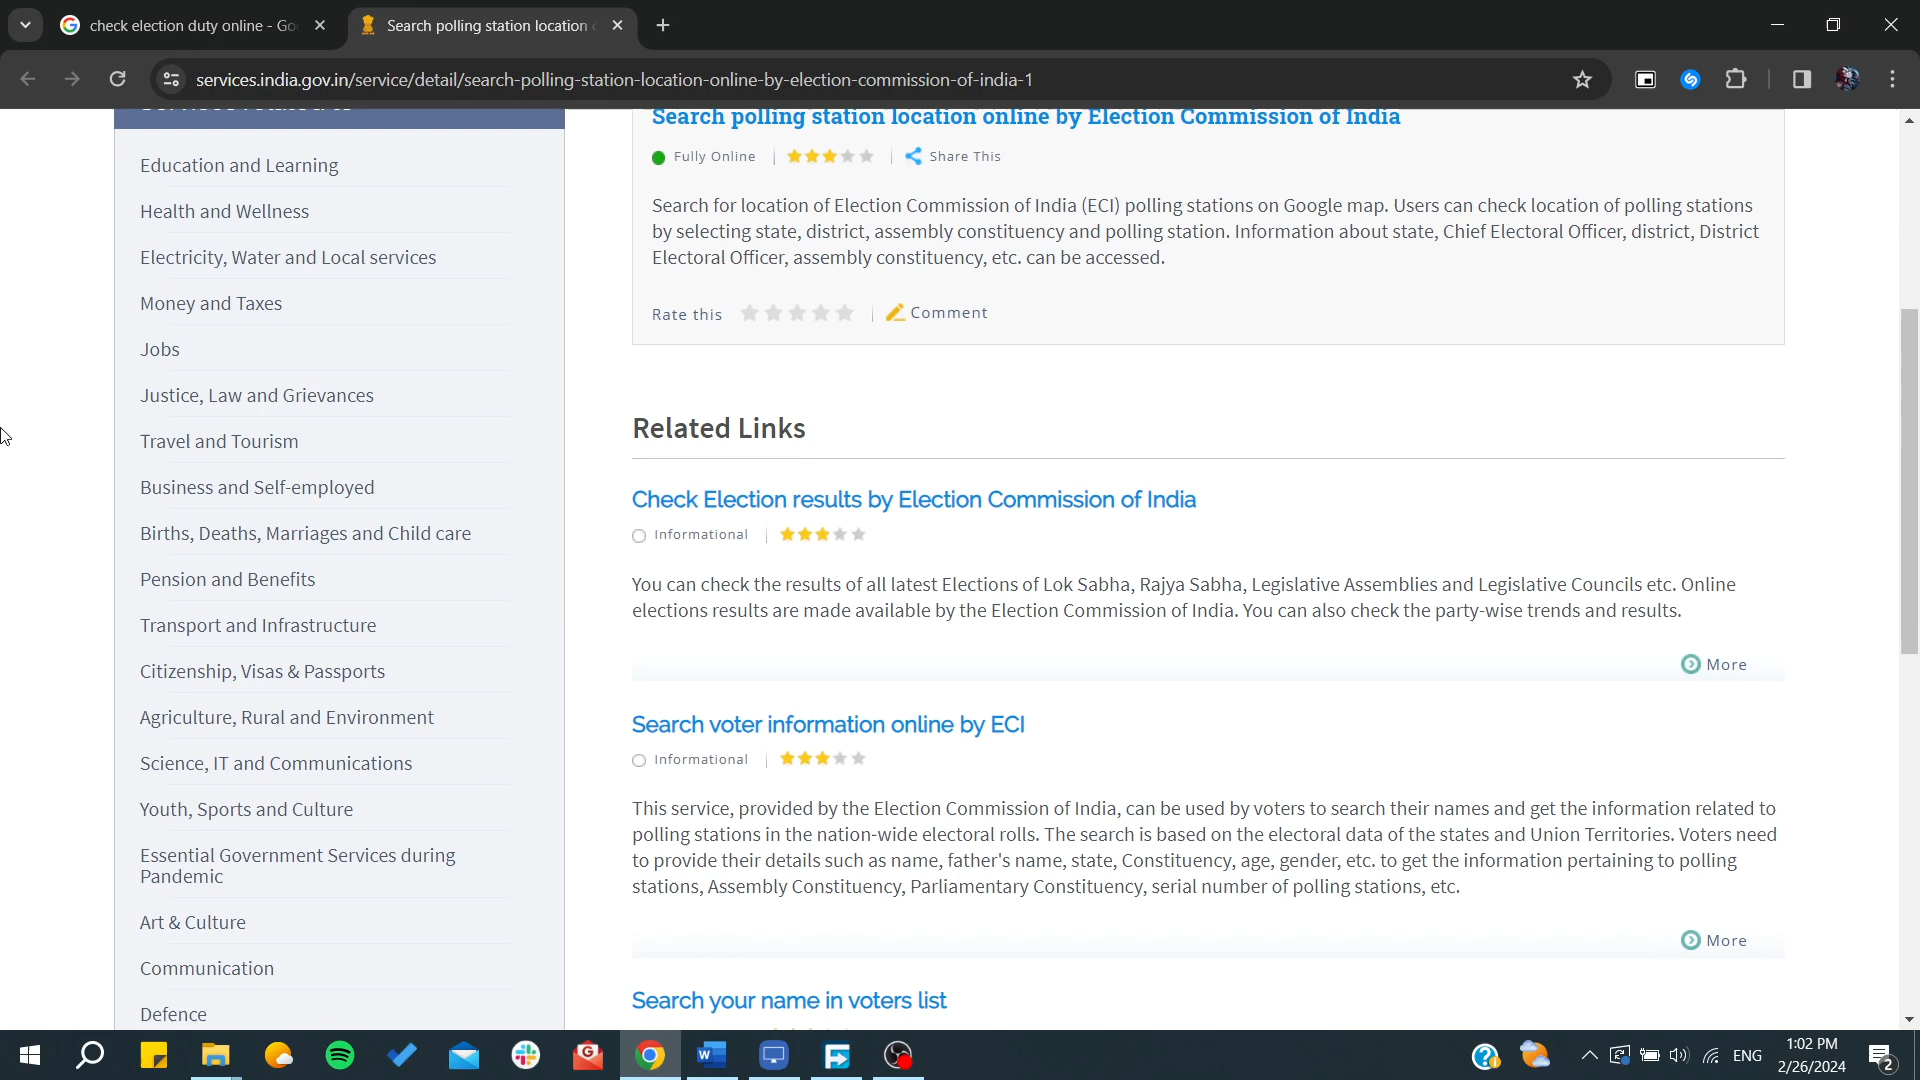 check election duty online - Go
Search polling station location
services.india.gov.in/service/detail/search-polling-station-location-online-by-election-commission-of-india-1
Education and Learning
Health and Wellness
Electricity, Water and Local services
Money and Taxes
Jobs
Justice, Law and Grievances
Travel and Tourism
Business and Self-employed
Births, Deaths, Marriages and Child care
Pension and Benefits
Transport and Infrastructure
Citizenship, Visas & Passports
Agriculture, Rural and Environment
Science, IT and Communications
Youth, Sports and Culture
Essential Government Services during
Pandemic
Art & Culture
Communication
Defence
Search polling station location online by Election Commission of India
Fully Online
Share This
Search for location of Election Commission of India (ECI) polling stations on Google map. Users can check location of polling stations
by selecting state, district, assembly constituency and polling station. Information about state, Chief Electoral Officer, district, District
Electoral Officer, assembly constituency, etc. can be accessed.
Rate this
Comment
Related Links
Check Election results by Election Commission of India
Informational
You can check the results of all latest Elections of Lok Sabha, Rajya Sabha, Legislative Assemblies and Legislative Councils etc. Online
elections results are made available by the Election Commission of India. You can also check the party-wise trends and results.
More
Search voter information online by ECI
Informational
This service, provided by the Election Commission of India, can be used by voters to search their names and get the information related to
polling stations in the nation-wide electoral rolls. The search is based on the electoral data of the states and Union Territories. Voters need
to provide their details such as name, father's name, state, Constituency, age, gender, etc. to get the information pertaining to polling
stations, Assembly Constituency, Parliamentary Constituency, serial number of polling stations, etc.
More
Search your name in voters list
ENG
1:02 PM
2/26/2024
2